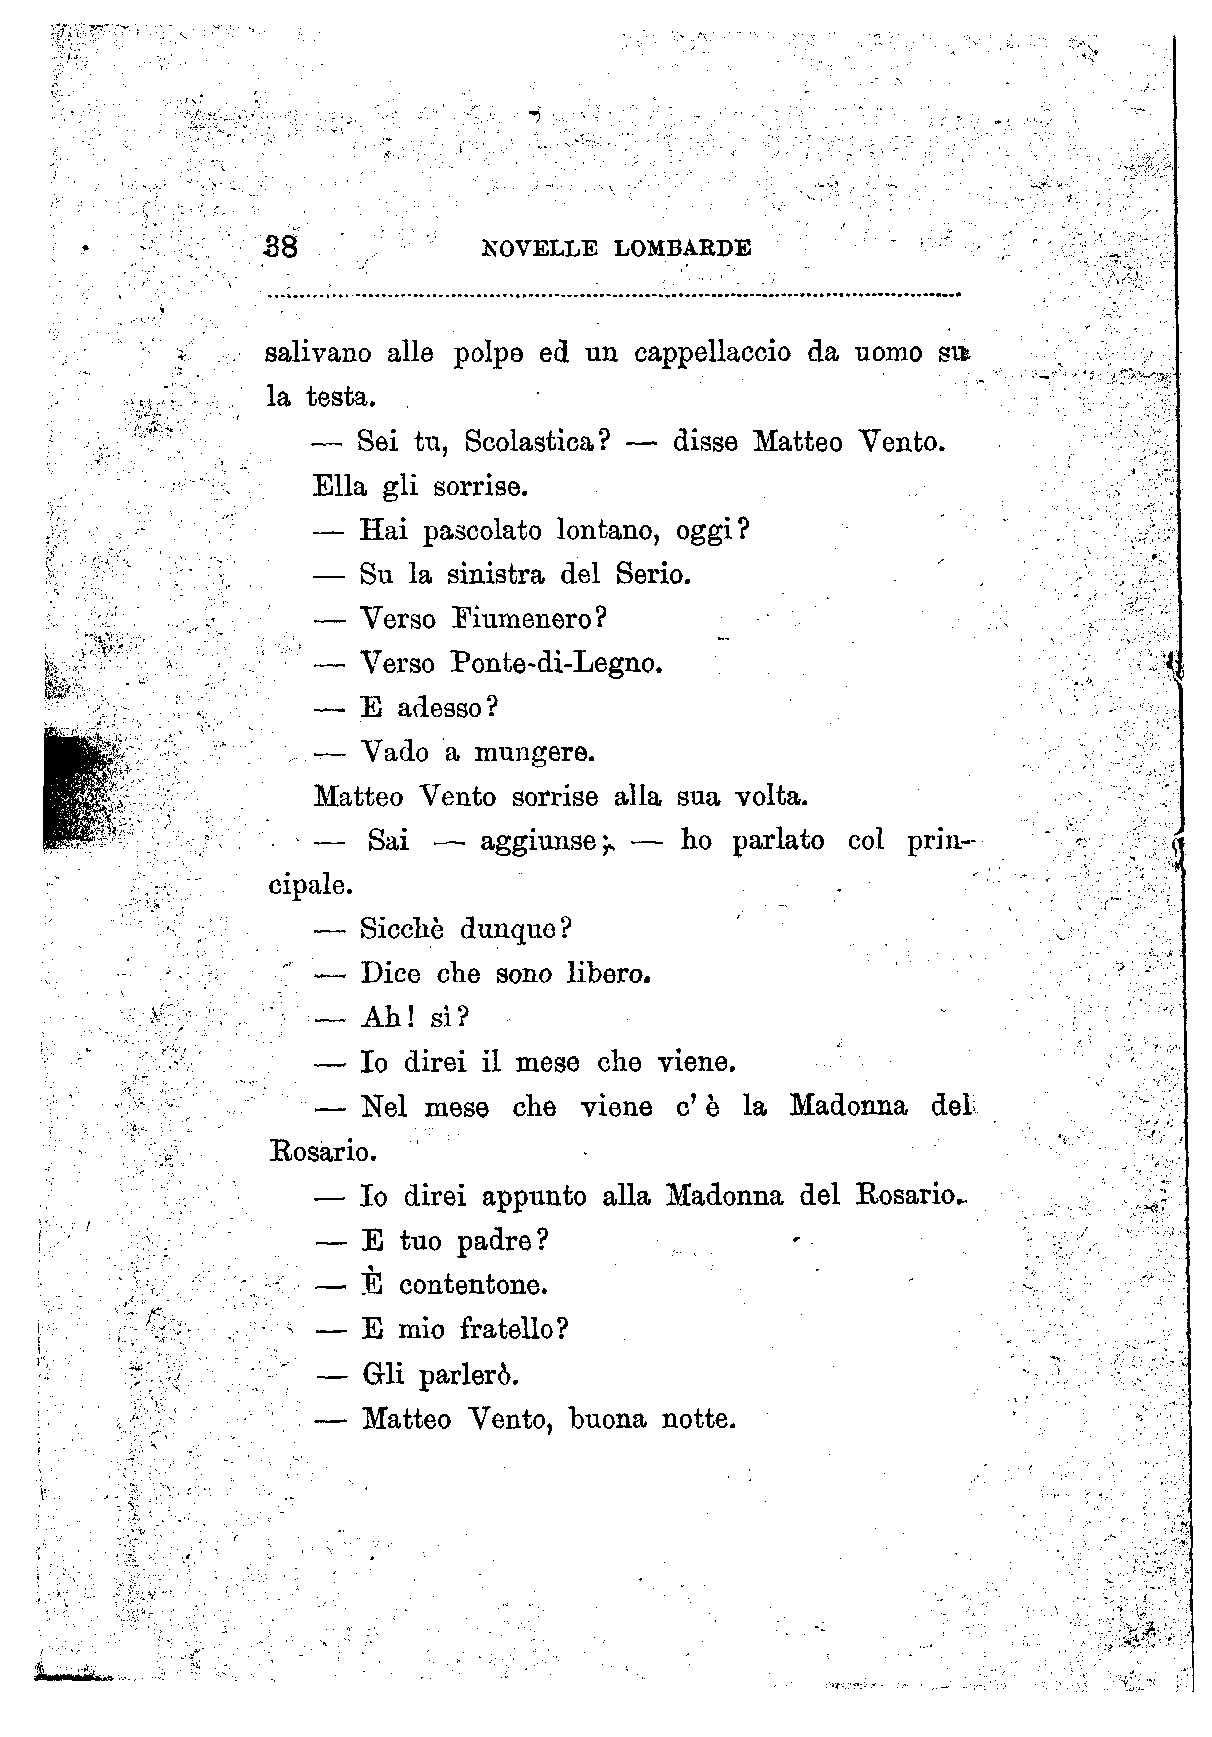 38 NOVELLE LOMBARDE
salivano alle polpe ed un cappellaccio da uomo su
la testa.
— Sei tu, Scolastica? — disse Matteo Vento.
Ella gli sorrise.
— Hai pascolato lontano, oggi?
— Su la sinistra del Serio.
— Verso Fiumenero?
— Verso Ponte-di-Legno.
— E adesso?
— Vado a mungere.
Matteo Vento sorrise alla sua volta.
— Sai — aggiunse; — ho parlato col prin-
cipale.
— Sicchè dunque?
— Dice che sono libero.
— Ah! sì?
— Io direi il mese che viene.
— Nel mese che viene c' è la Madonna del
Rosario.
— Io direi appunto alla Madonna del Rosario.
— E tuo padre?
— È contentone.
— E mio fratello?
— Gli parlerò.
— Matteo Vento, buona notte.